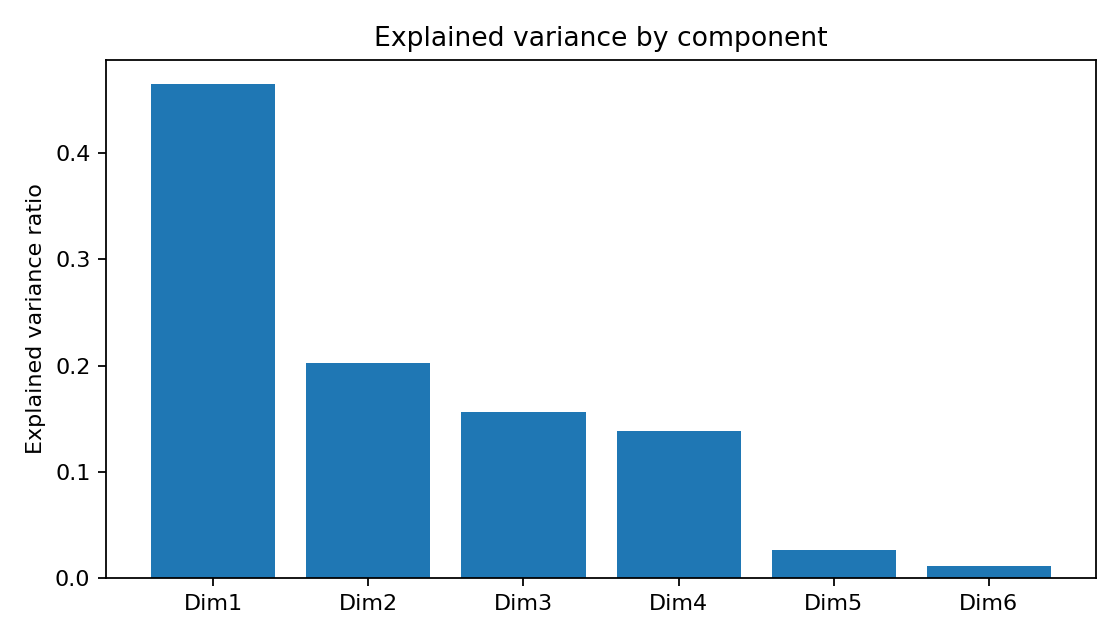 Explained variance by component
Explained variance ratio
0.4
0.3
0.2
0.1
0.0
Dim1 Dim2 Dim3 Dim4 Dim5 Dim6